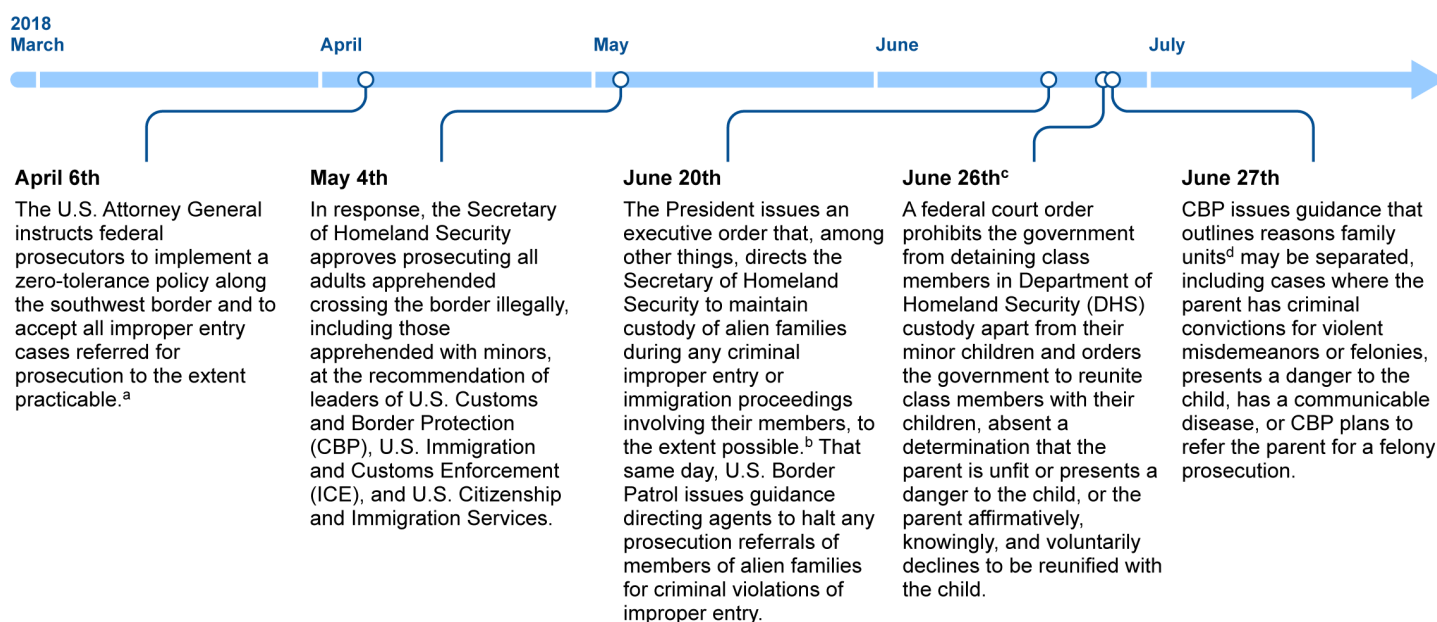 2018
March
April
May
June
July
April 6th
The U.S. Attorney General
instructs federal
prosecutors to implement a
zero-tolerance policy along
the southwest border and to
accept all improper entry
cases referred for
prosecution to the extent
practicable.a
May 4th
In response, the Secretary
of Homeland Security
approves prosecuting all
adults apprehended
crossing the border illegally,
including those
apprehended with minors,
at the recommendation of
leaders of U.S. Customs
and Border Protection
(CBP), U.S. Immigration
and Customs Enforcement
(ICE), and U.S. Citizenship
and Immigration Services.
June 20th
The President issues an
executive order that, among
other things, directs the
Secretary of Homeland
Security to maintain
custody of alien families
during any criminal
improper entry or
immigration proceedings
involving their members, to
the extent possible.b That
same day, U.S. Border
Patrol issues guidance
directing agents to halt any
prosecution referrals of
members of alien families
for criminal violations of
improper entry.
June 26thc
A federal court order
prohibits the government
from detaining class
members in Department of
Homeland Security (DHS)
custody apart from their
minor children and orders
the government to reunite
class members with their
children, absent a
determination that the
parent is unfit or presents a
danger to the child, or the
parent affirmatively,
knowingly, and voluntarily
declines to be reunified with
the child.
June 27th
CBP issues guidance that
outlines reasons family
unitsd may be separated,
including cases where the
parent has criminal
convictions for violent
misdemeanors or felonies,
presents a danger to the
child, has a communicable
disease, or CBP plans to
refer the parent for a felony
prosecution.